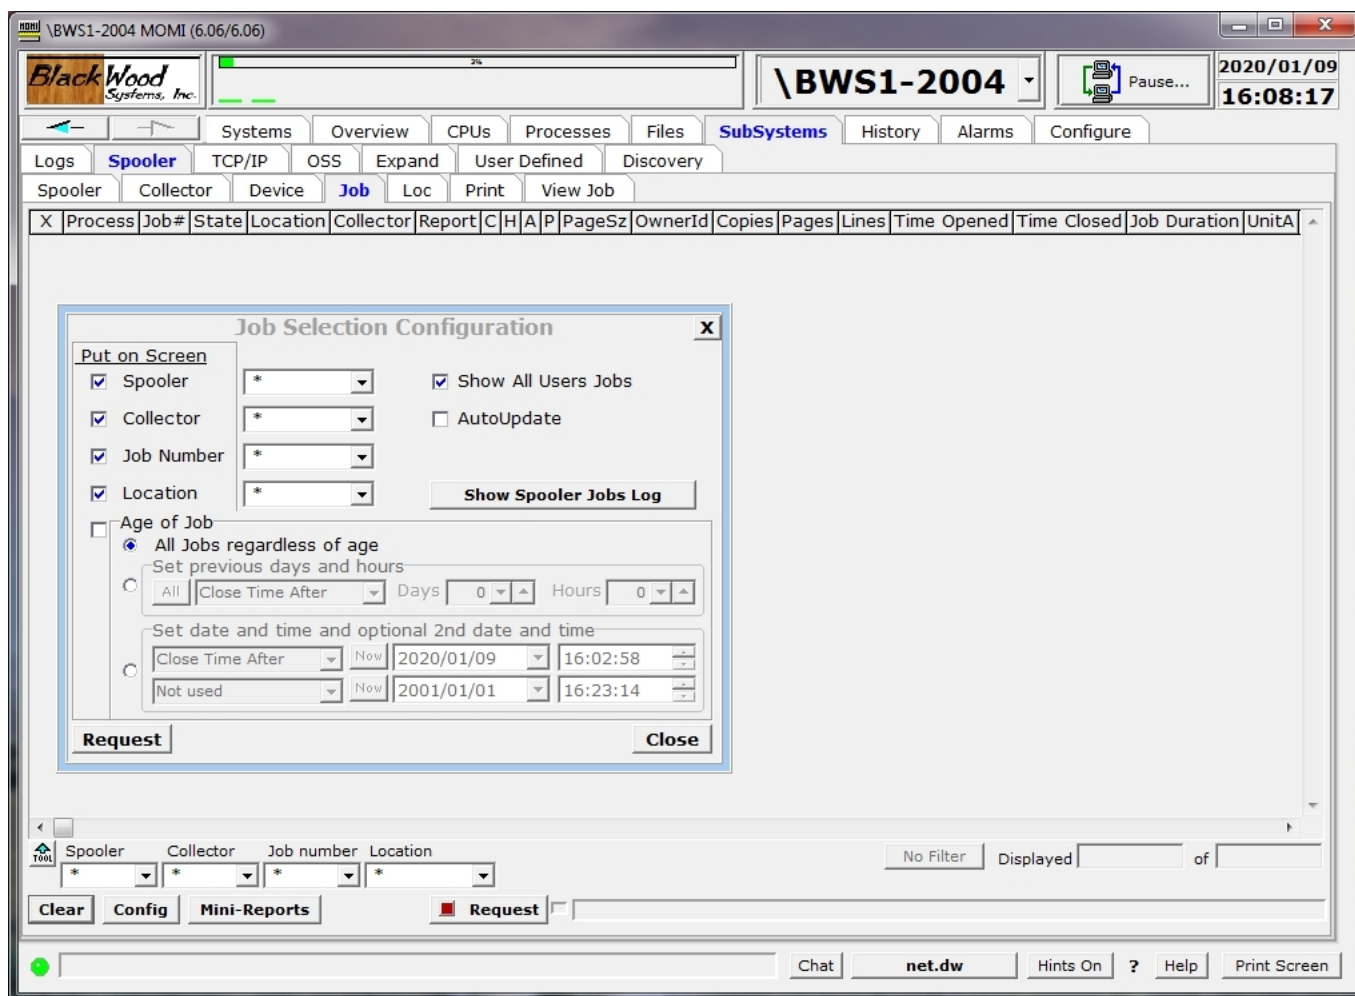 \BWS1-2004 MOMI (6.06/6.06)
BlackWood Systems, Inc.
3%
\BWS1-2004
Pause...
2020/01/09
16:08:17
Systems Overview CPUs Processes Files SubSystems History Alarms Configure
Logs Spooler TCP/IP OSS Expand User Defined Discovery
Spooler Collector Device Job Loc Print View Job
X Process Job# State Location Collector Report C H A P PageSz OwnerId Copies Pages Lines Time Opened Time Closed Job Duration UnitA
Job Selection Configuration X
Put on Screen
Spooler * Show All Users Jobs
Collector * AutoUpdate
Job Number *
Location * Show Spooler Jobs Log
Age of Job
All Jobs regardless of age
Set previous days and hours
All Close Time After Days 0 Hours 0
Set date and time and optional 2nd date and time
Close Time After Now 2020/01/09 16:02:58
Not used Now 2001/01/01 16:23:14
Request Close
TOOL Spooler Collector Job number Location
* * * *
No Filter Displayed of
Clear Config Mini-Reports Request
Chat net.dw Hints On ? Help Print Screen